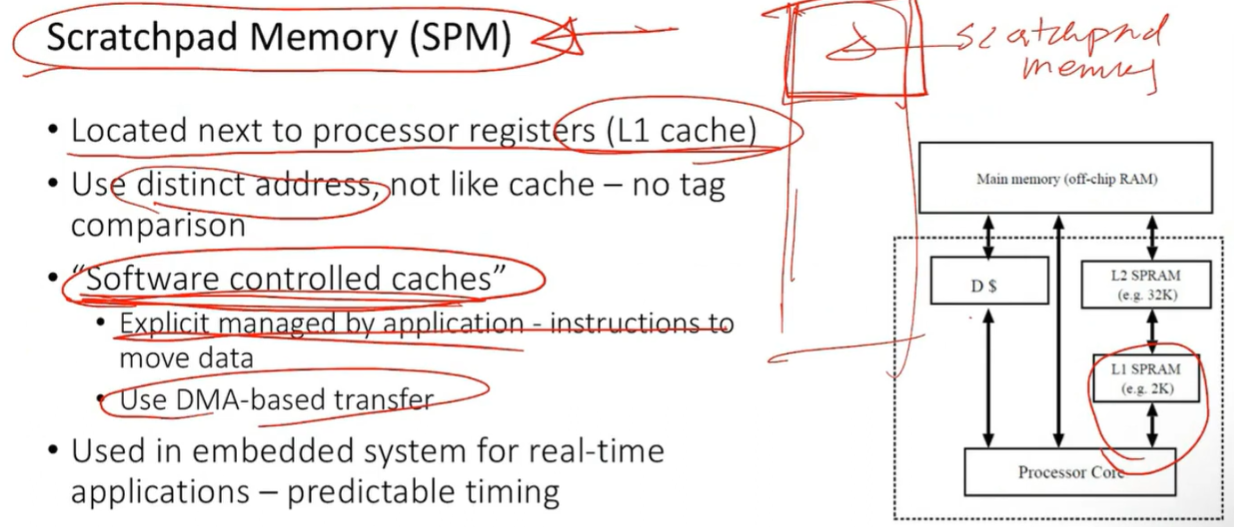 Scratchpad Memory (SPM)
scatchpad
memory
• Located next to processor registers (L1 cache)
• Use distinct address, not like cache – no tag
comparison
• “Software controlled caches”
• Explicit managed by application - instructions to
move data
• Use DMA-based transfer
• Used in embedded system for real-time
applications – predictable timing
Main memory (off-chip RAM)
D $
L2 SPRAM
(e.g. 32K)
L1 SPRAM
(e.g. 2K)
Processor Core